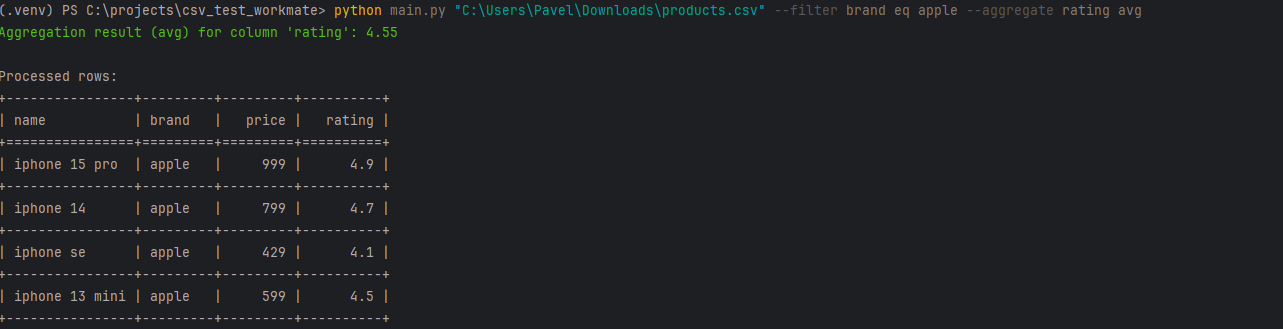 (.venv) PS C:\projects\csv_test_workmate> python main.py "C:\Users\Pavel\Downloads\products.csv" --filter brand eq apple --aggregate rating avg
Aggregation result (avg) for column 'rating': 4.55

Processed rows:
+----------------+---------+---------+----------+
| name           | brand   |   price |   rating |
+================+=========+=========+==========+
| iphone 15 pro  | apple   |     999 |      4.9 |
+----------------+---------+---------+----------+
| iphone 14      | apple   |     799 |      4.7 |
+----------------+---------+---------+----------+
| iphone se      | apple   |     429 |      4.1 |
+----------------+---------+---------+----------+
| iphone 13 mini | apple   |     599 |      4.5 |
+----------------+---------+---------+----------+